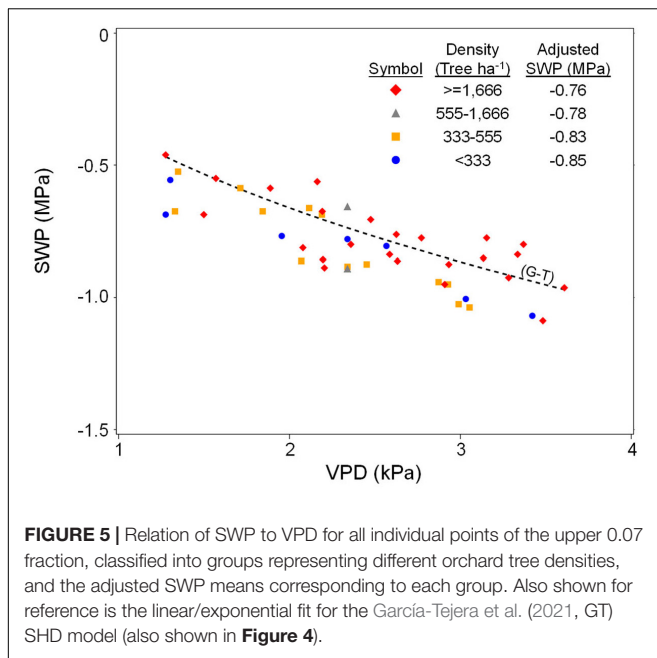 0
-0.5
-1.0
-1.5
SWP (MPa)
Density Adjusted
Symbol (Tree ha⁻¹) SWP (MPa)
>=1,666 -0.76
555-1,666 -0.78
333-555 -0.83
<333 -0.85
(G-T)
1 2 3 4
VPD (kPa)
FIGURE 5 | Relation of SWP to VPD for all individual points of the upper 0.07
fraction, classified into groups representing different orchard tree densities,
and the adjusted SWP means corresponding to each group. Also shown for
reference is the linear/exponential fit for the García-Tejera et al. (2021, GT)
SHD model (also shown in Figure 4).